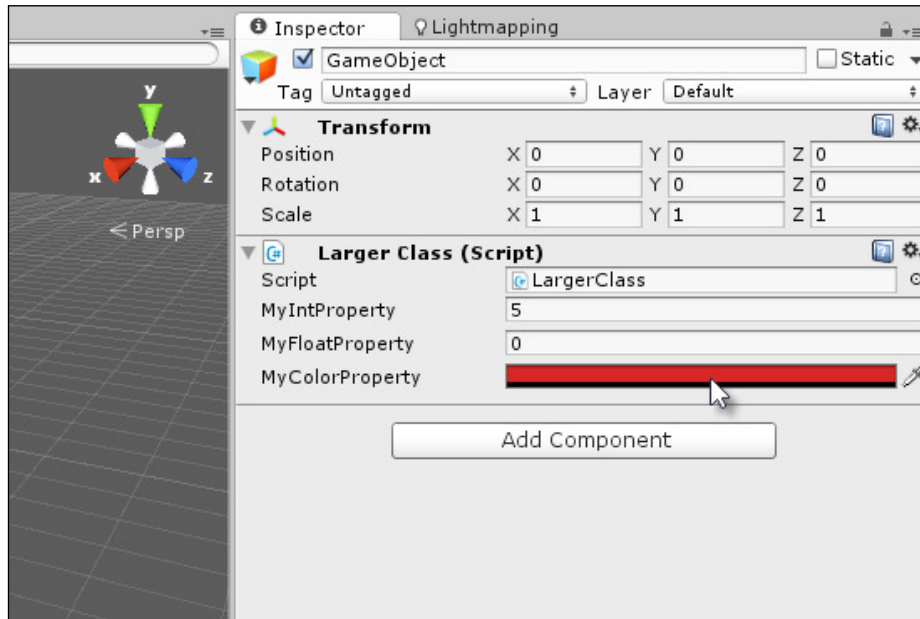 Inspector Lightmapping
GameObject Static
Tag Untagged Layer Default
Transform
Position X 0 Y 0 Z 0
Rotation X 0 Y 0 Z 0
Scale X 1 Y 1 Z 1
Larger Class (Script)
Script LargerClass
MyIntProperty 5
MyFloatProperty 0
MyColorProperty
Add Component
y
x z
Persp